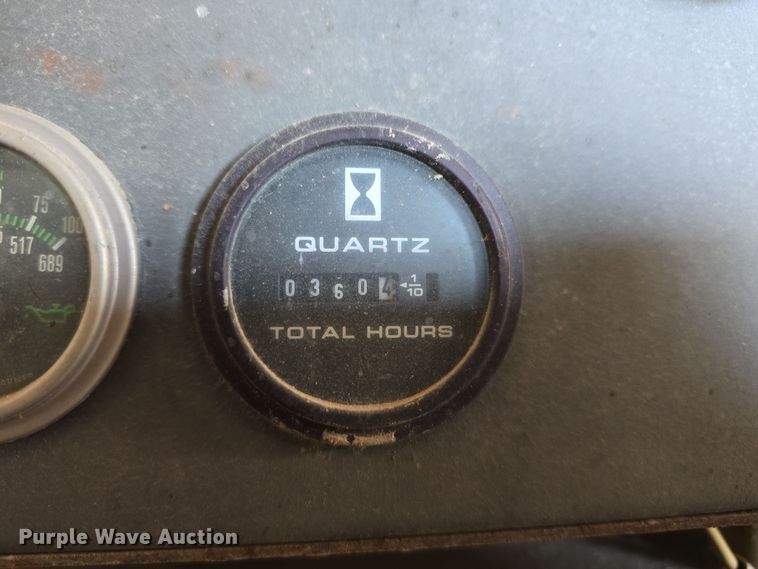 QUARTZ
03604 1/10
TOTAL HOURS
75
100
517
689
Purple Wave Auction